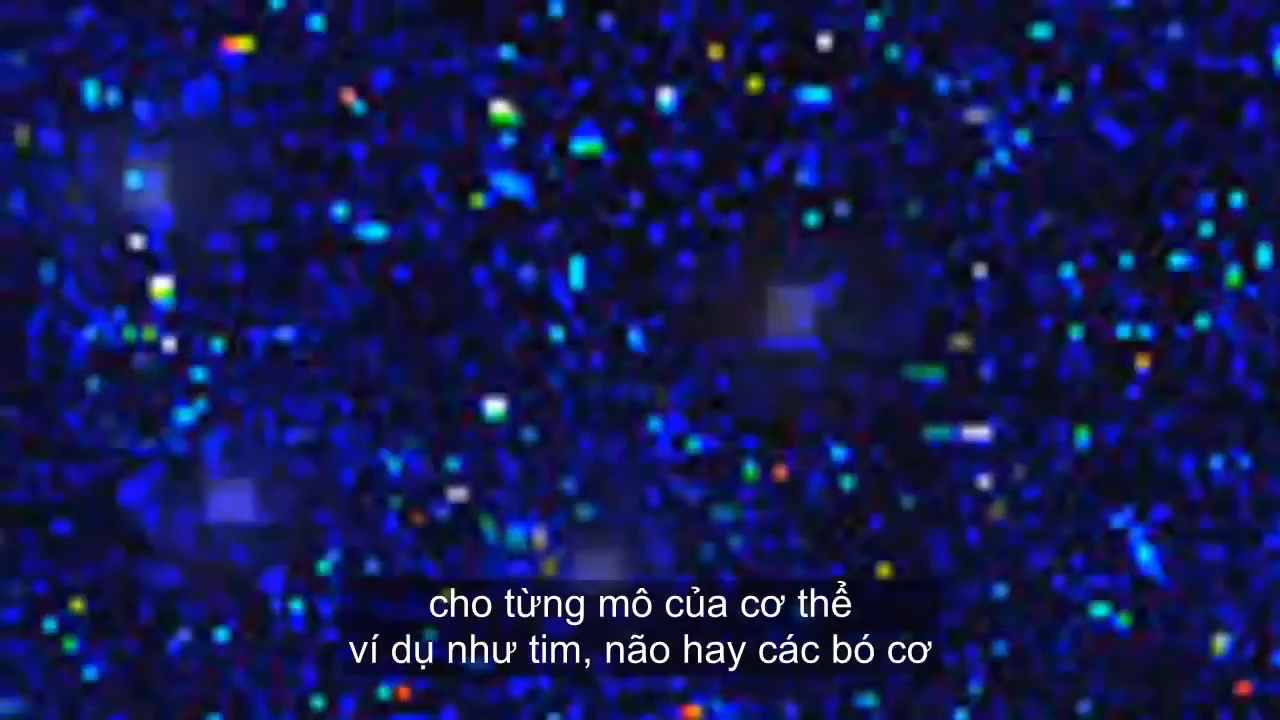 cho từng mô của cơ thể
ví dụ như tim, não hay các bó cơ